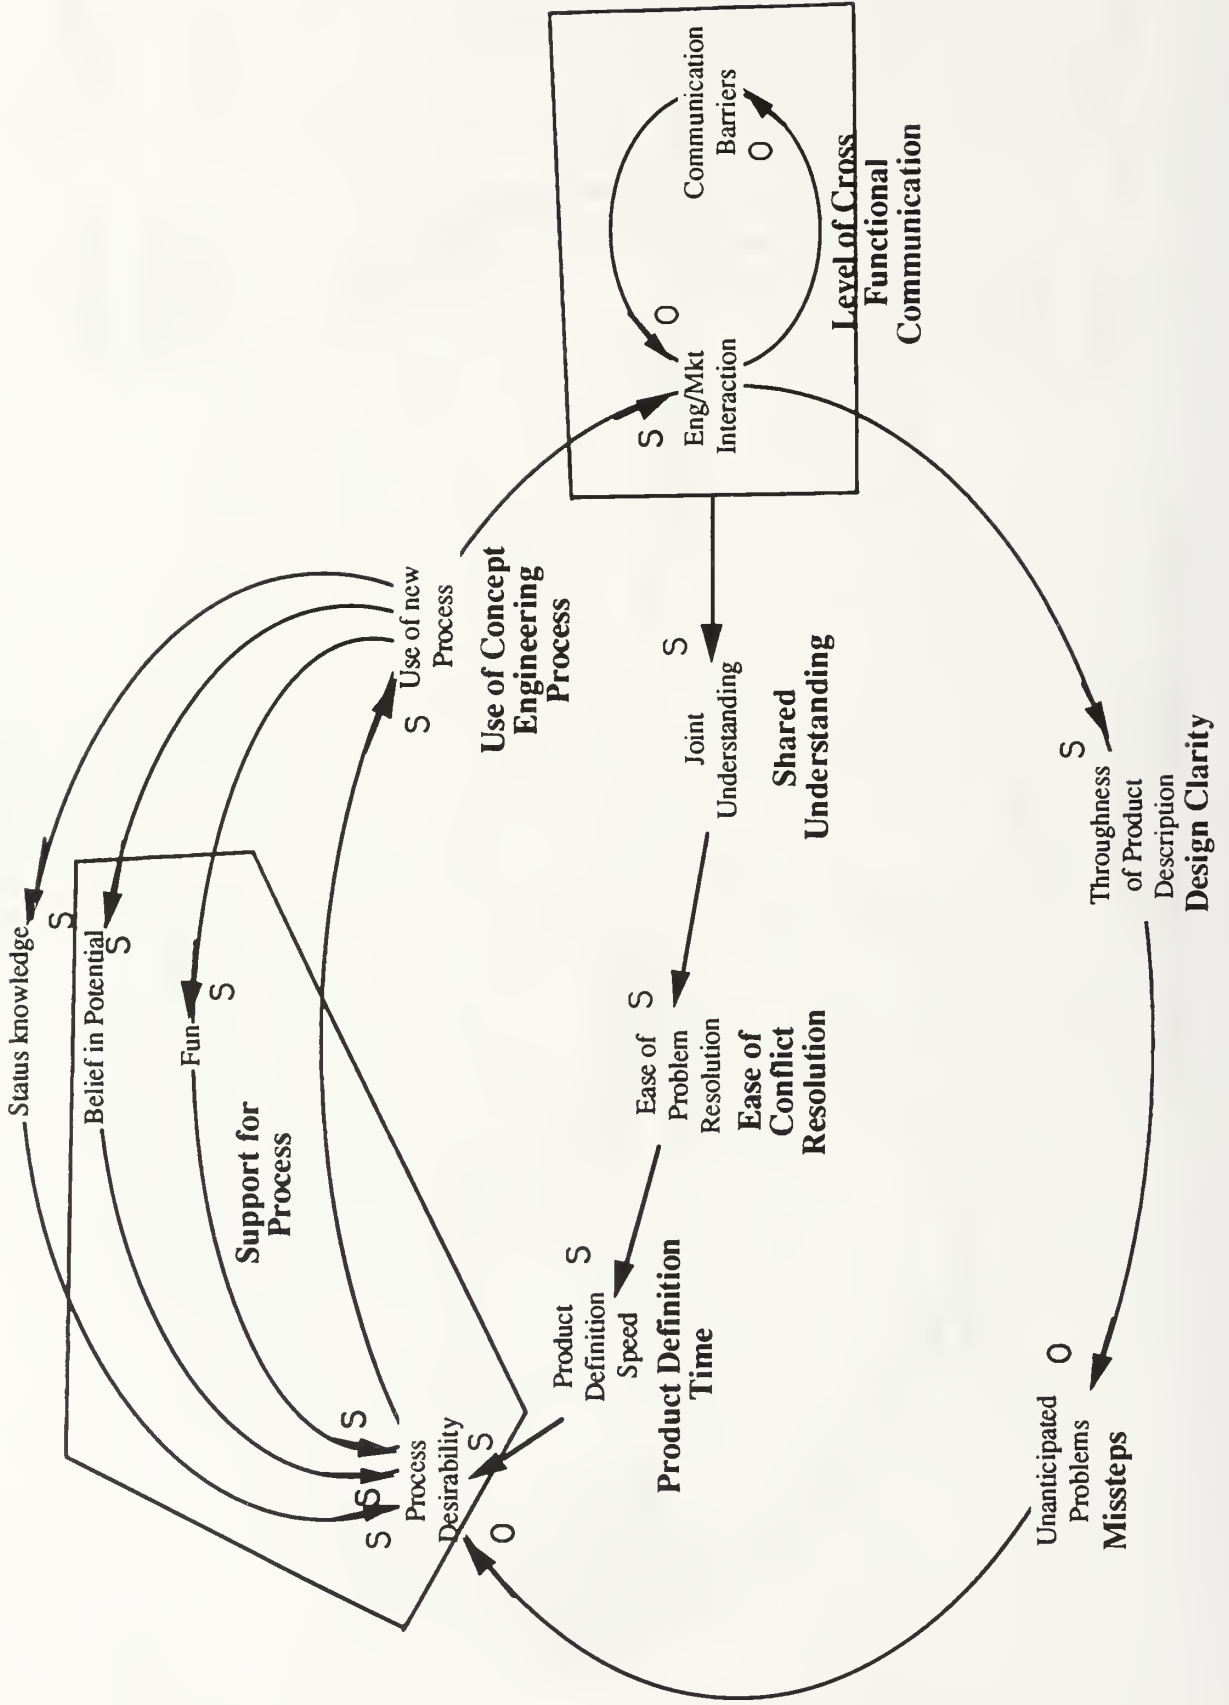 Status knowledge
S
Belief in Potential
S
Fun
S
Support for
Process
S
S
S
Process
Desirability
S
O
Use of new
Process
S
Use of Concept
Engineering
Process
Product
Definition
Speed
S
Product Definition
Time
Ease of
Problem
Resolution
S
Ease of
Conflict
Resolution
Joint
Understanding
S
Shared
Understanding
S
Eng/Mkt
Interaction
O
Communication
Barriers
O
Level of Cross
Functional
Communication
Unanticipated
Problems
O
Missteps
Throughness
of Product
Description
S
Design Clarity